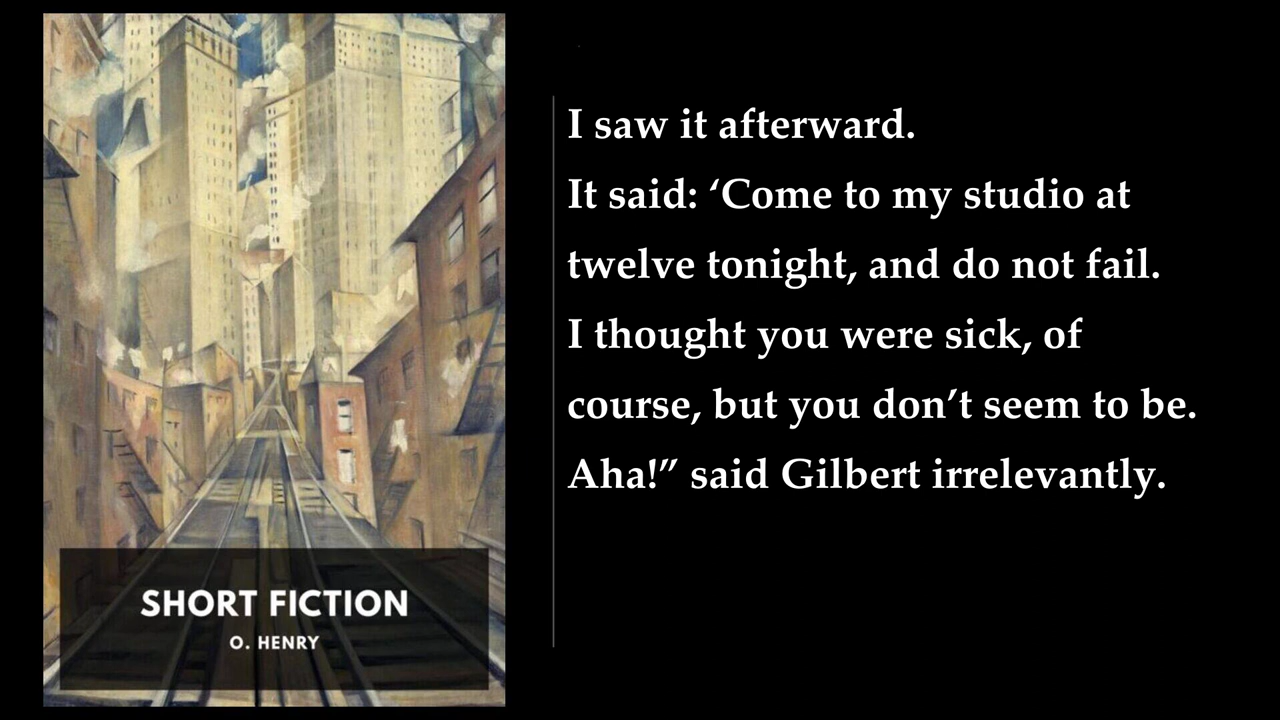 I saw it afterward.
It said: ‘Come to my studio at
twelve tonight, and do not fail.
I thought you were sick, of
course, but you don’t seem to be.
Aha!” said Gilbert irrelevantly.
SHORT FICTION
O. HENRY